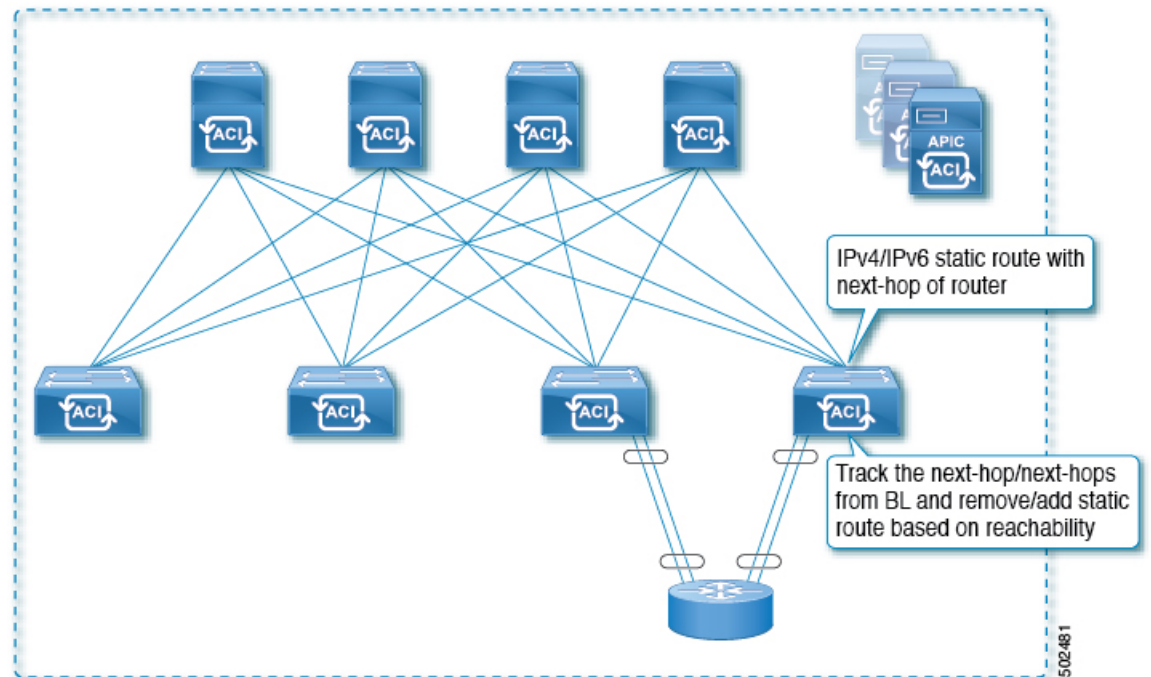 ACI
ACI
ACI
ACI
APIC
ACI
IPv4/IPv6 static route with
next-hop of router
ACI
ACI
ACI
ACI
Track the next-hop/next-hops
from BL and remove/add static
route based on reachability
502481